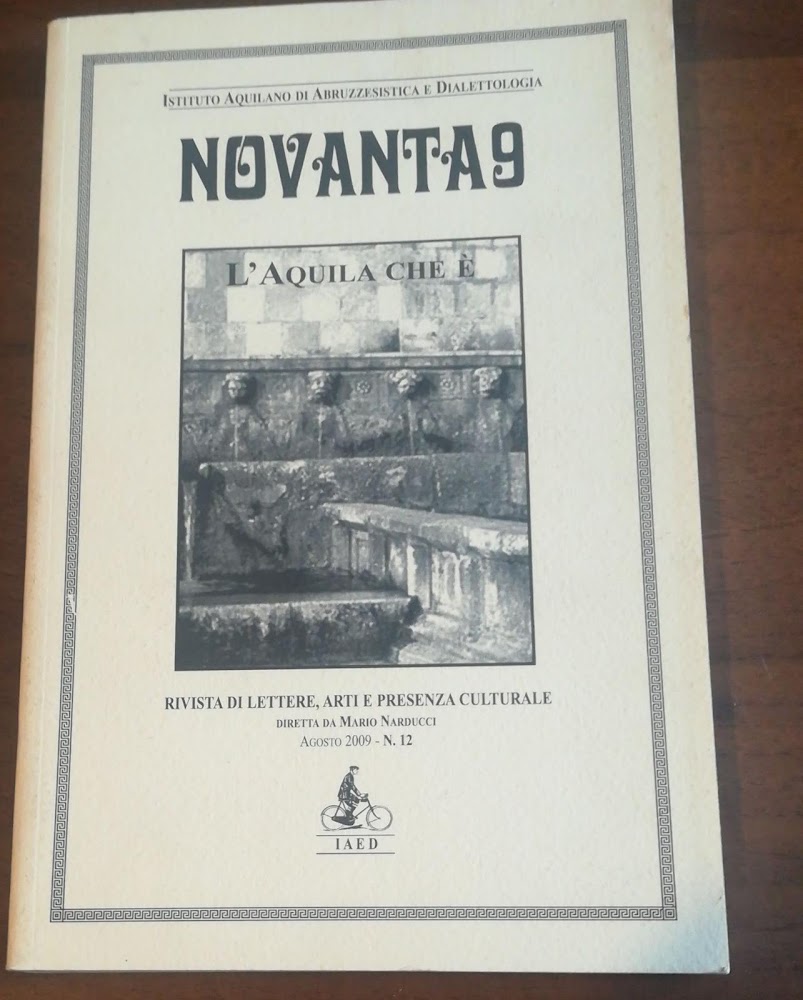 Istituto Aquilano di Abruzzesistica e Dialettologia
NOVANTA9
L'Aquila che è
RIVISTA DI LETTERE, ARTI E PRESENZA CULTURALE
diretta da Mario Narducci
Agosto 2009 - N. 12
IAED